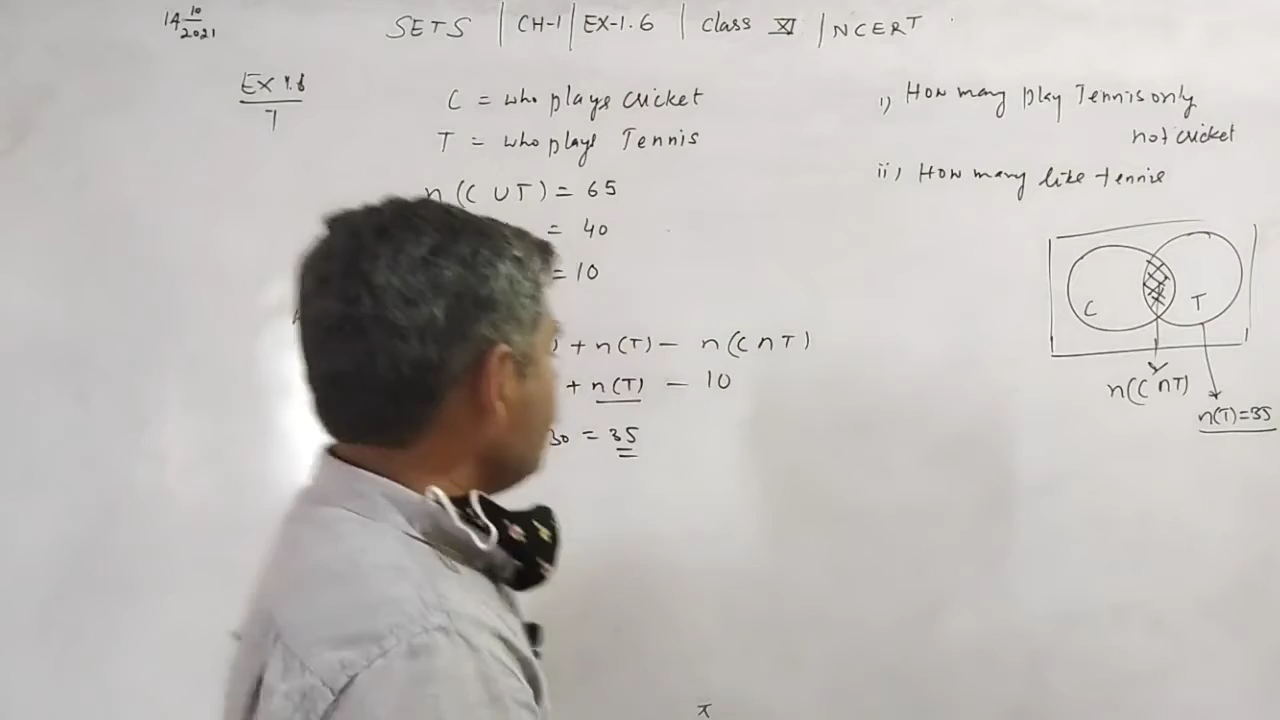 14 10/2021
SETS | CH-1 | EX-1.6 | Class XI | NCERT
Ex 1.6
7
C = who plays cricket
T = who plays Tennis
n(C ∪ T) = 65
= 40
= 10
) + n(T) - n(C ∩ T)
+ n(T) - 10
30 = 35
i) How many play Tennis only
not cricket
ii) How many like tennis
C
T
n(C ∩ T)
n(T)=35